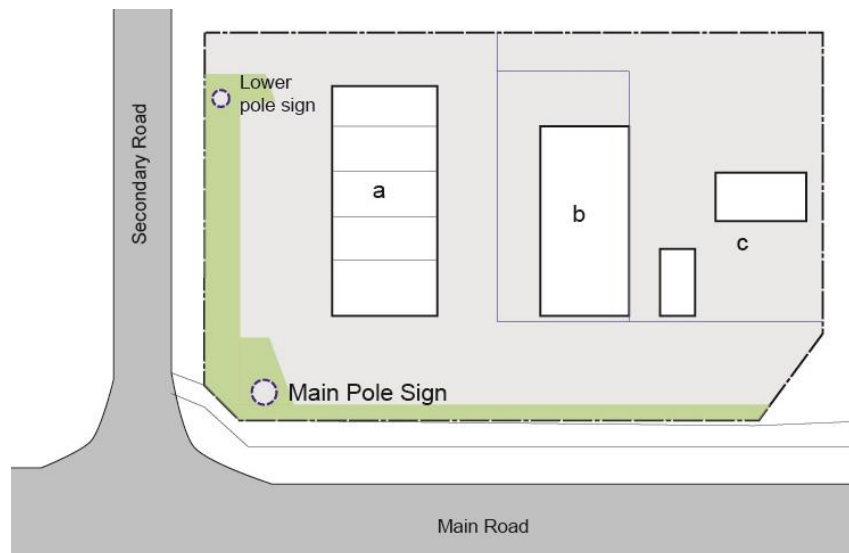 Lower
pole sign
Secondary Road
a
b
c
Main Pole Sign
Main Road